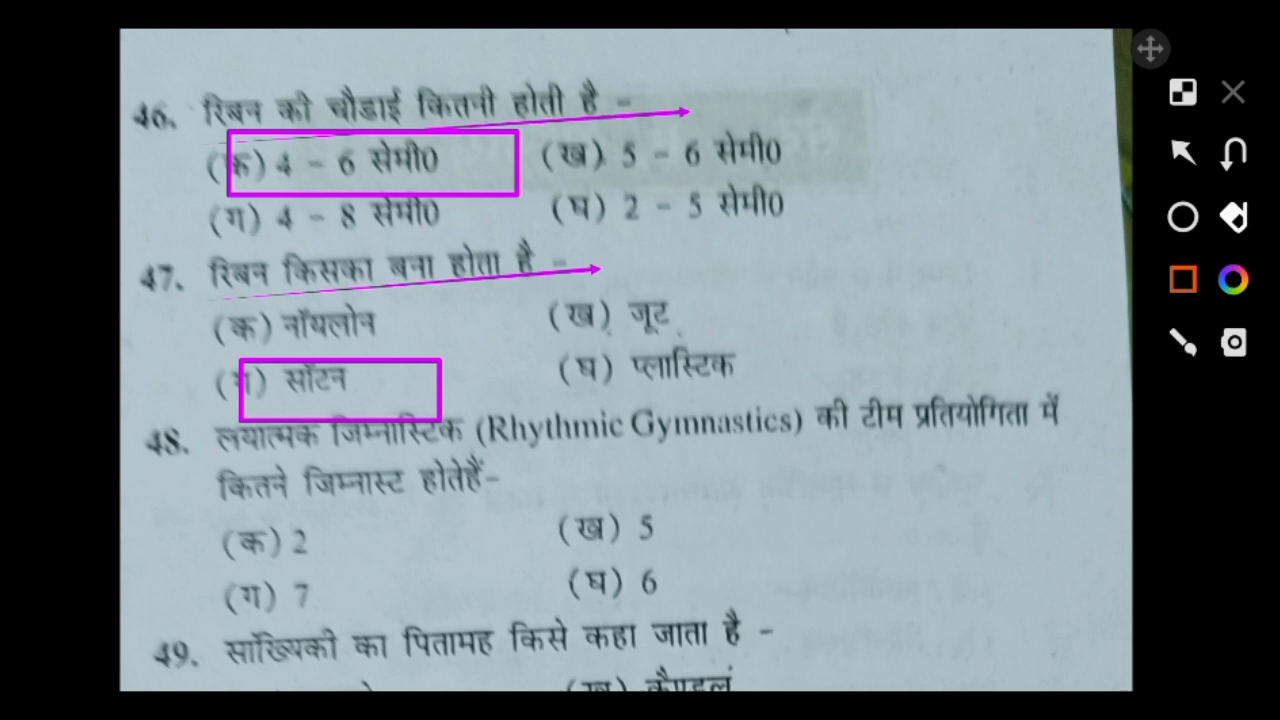 46. रिबन की चौडाई कितनी होती है -
(क) 4 - 6 सेमी0 (ख) 5 - 6 सेमी0
(ग) 4 - 8 सेमी0 (घ) 2 - 5 सेमी0
47. रिबन किसका बना होता है -
(क) नॉयलोन (ख) जूट
(ग) सॉटन (घ) प्लास्टिक
48. लयात्मक जिम्नास्टिक (Rhythmic Gymnastics) की टीम प्रतियोगिता में
कितने जिम्नास्ट होतेहैं-
(क) 2 (ख) 5
(ग) 7 (घ) 6
49. सांख्यिकी का पितामह किसे कहा जाता है -
(ख)